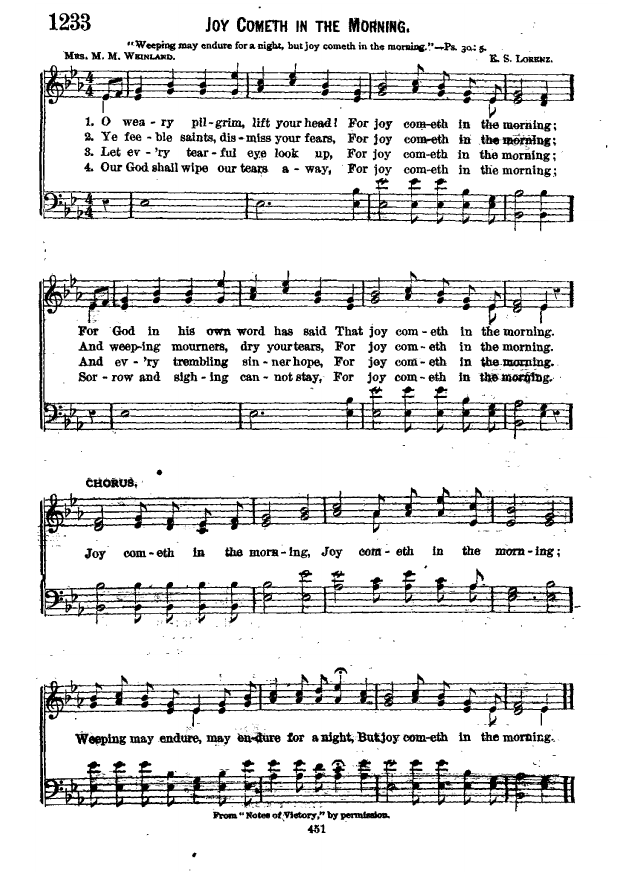 1233
JOY COMETH IN THE MORNING.
"Weeping may endure for a night, but joy cometh in the morning."—Ps. 30: 5.
MRS. M. M. WEINLAND. E. S. LORENZ.
1. O wea - ry pil - grim, lift your head! For joy com-eth in the morning;
2. Ye fee - ble saints, dis - miss your fears, For joy com-eth in the morning;
3. Let ev - 'ry tear - ful eye look up, For joy com-eth in the morning;
4. Our God shall wipe our tears a - way, For joy com-eth in the morning;
For God in his own word has said That joy com - eth in the morning.
And weep-ing mourners, dry your tears, For joy com - eth in the morning.
And ev - 'ry trembling sin-ner hope, For joy com - eth in the morning.
Sor - row and sigh - ing can - not stay, For joy com - eth in the morning.
CHORUS.
Joy com - eth in the morn - ing, Joy com - eth in the morn - ing;
Weeping may endure, may en-dure for a night, But joy com-eth in the morning.
From "Notes of Victory," by permission.
451